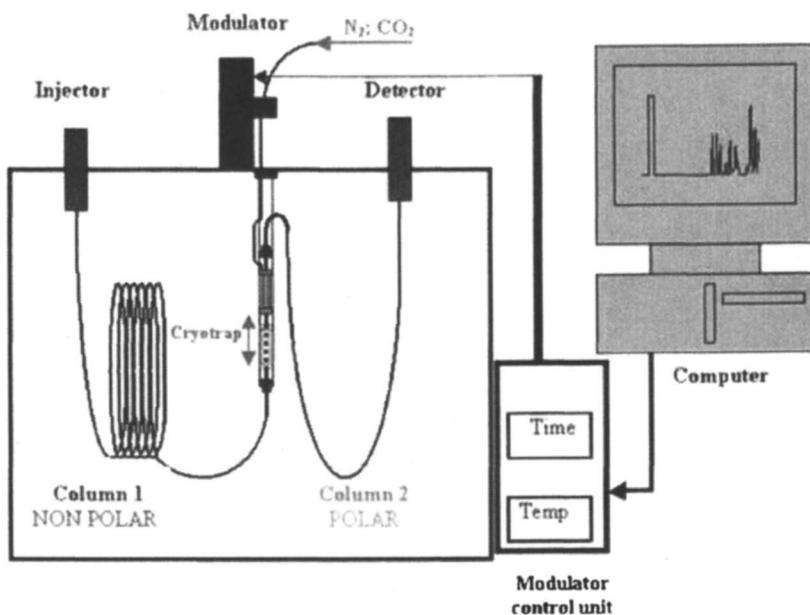 Modulator
N₂; CO₂
Injector
Detector
Cryotrap
Column 1
NON POLAR
Column 2
POLAR
Computer
Time
Temp
Modulator
control unit